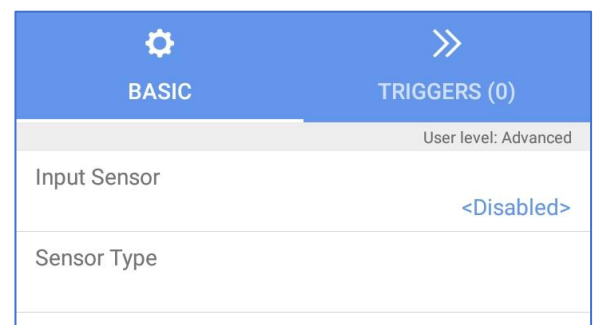 BASIC
TRIGGERS (0)
User level: Advanced
Input Sensor
<Disabled>
Sensor Type